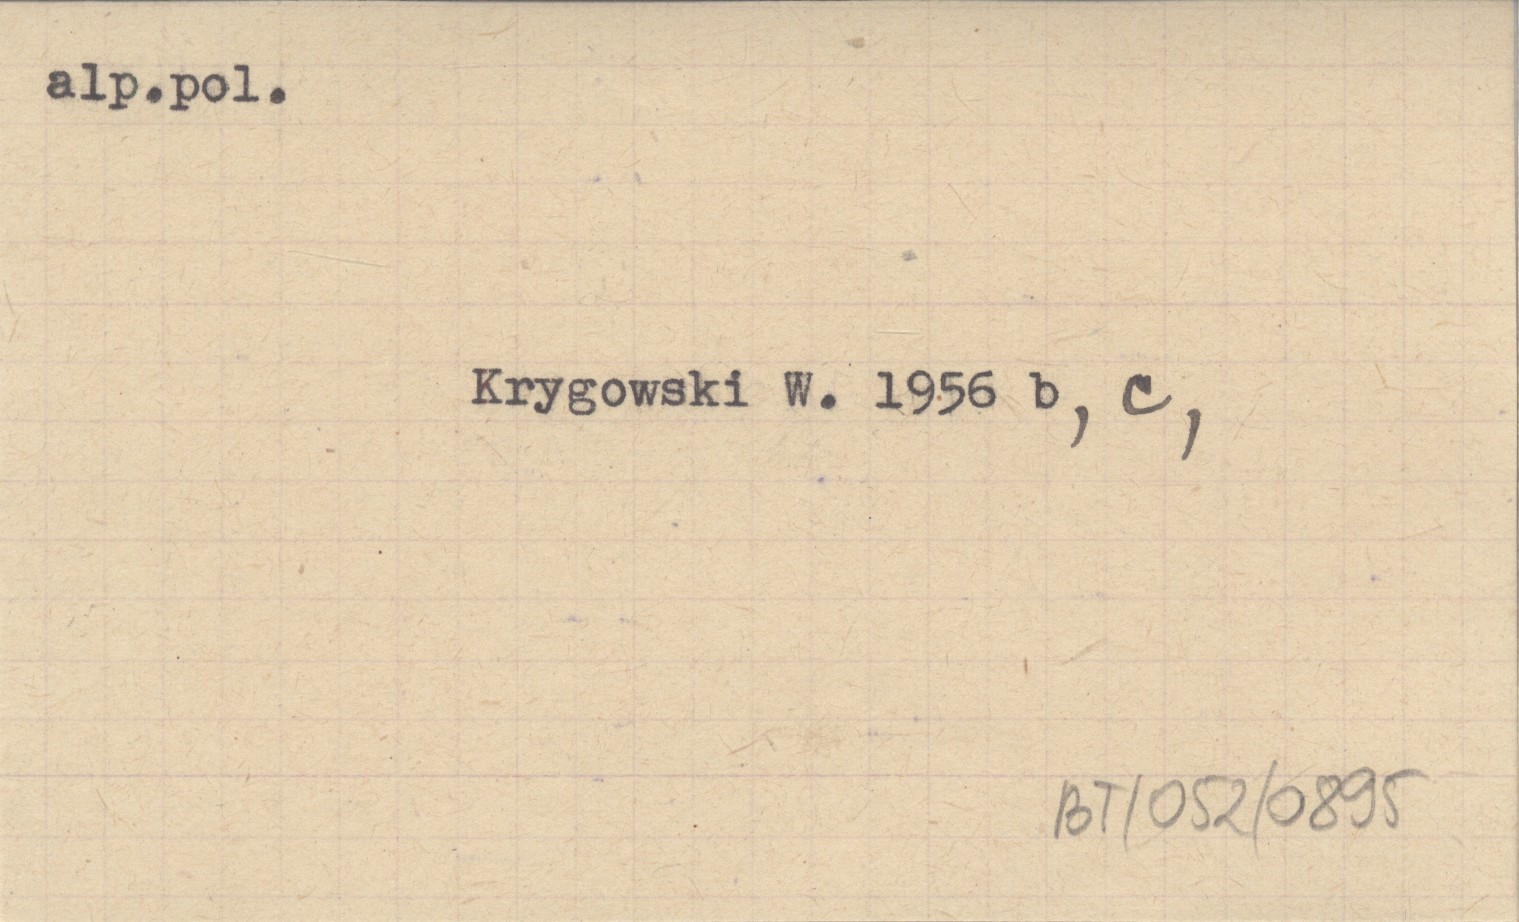 alp.pol.
Krygowski W. 1956 b, c,
BT/052/0895